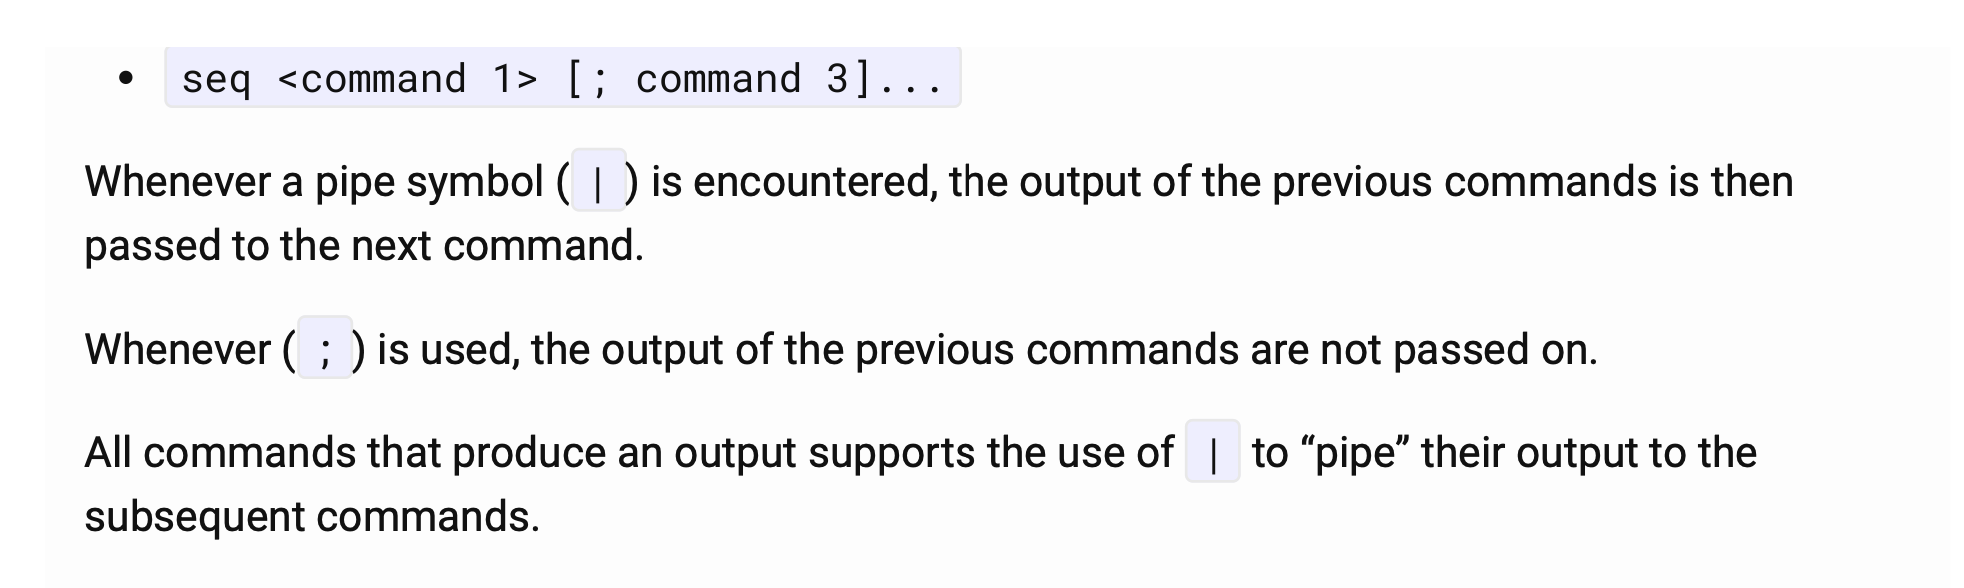 • seq <command 1> [; command 3]...
Whenever a pipe symbol ( | ) is encountered, the output of the previous commands is then
passed to the next command.
Whenever ( ; ) is used, the output of the previous commands are not passed on.
All commands that produce an output supports the use of | to “pipe” their output to the
subsequent commands.